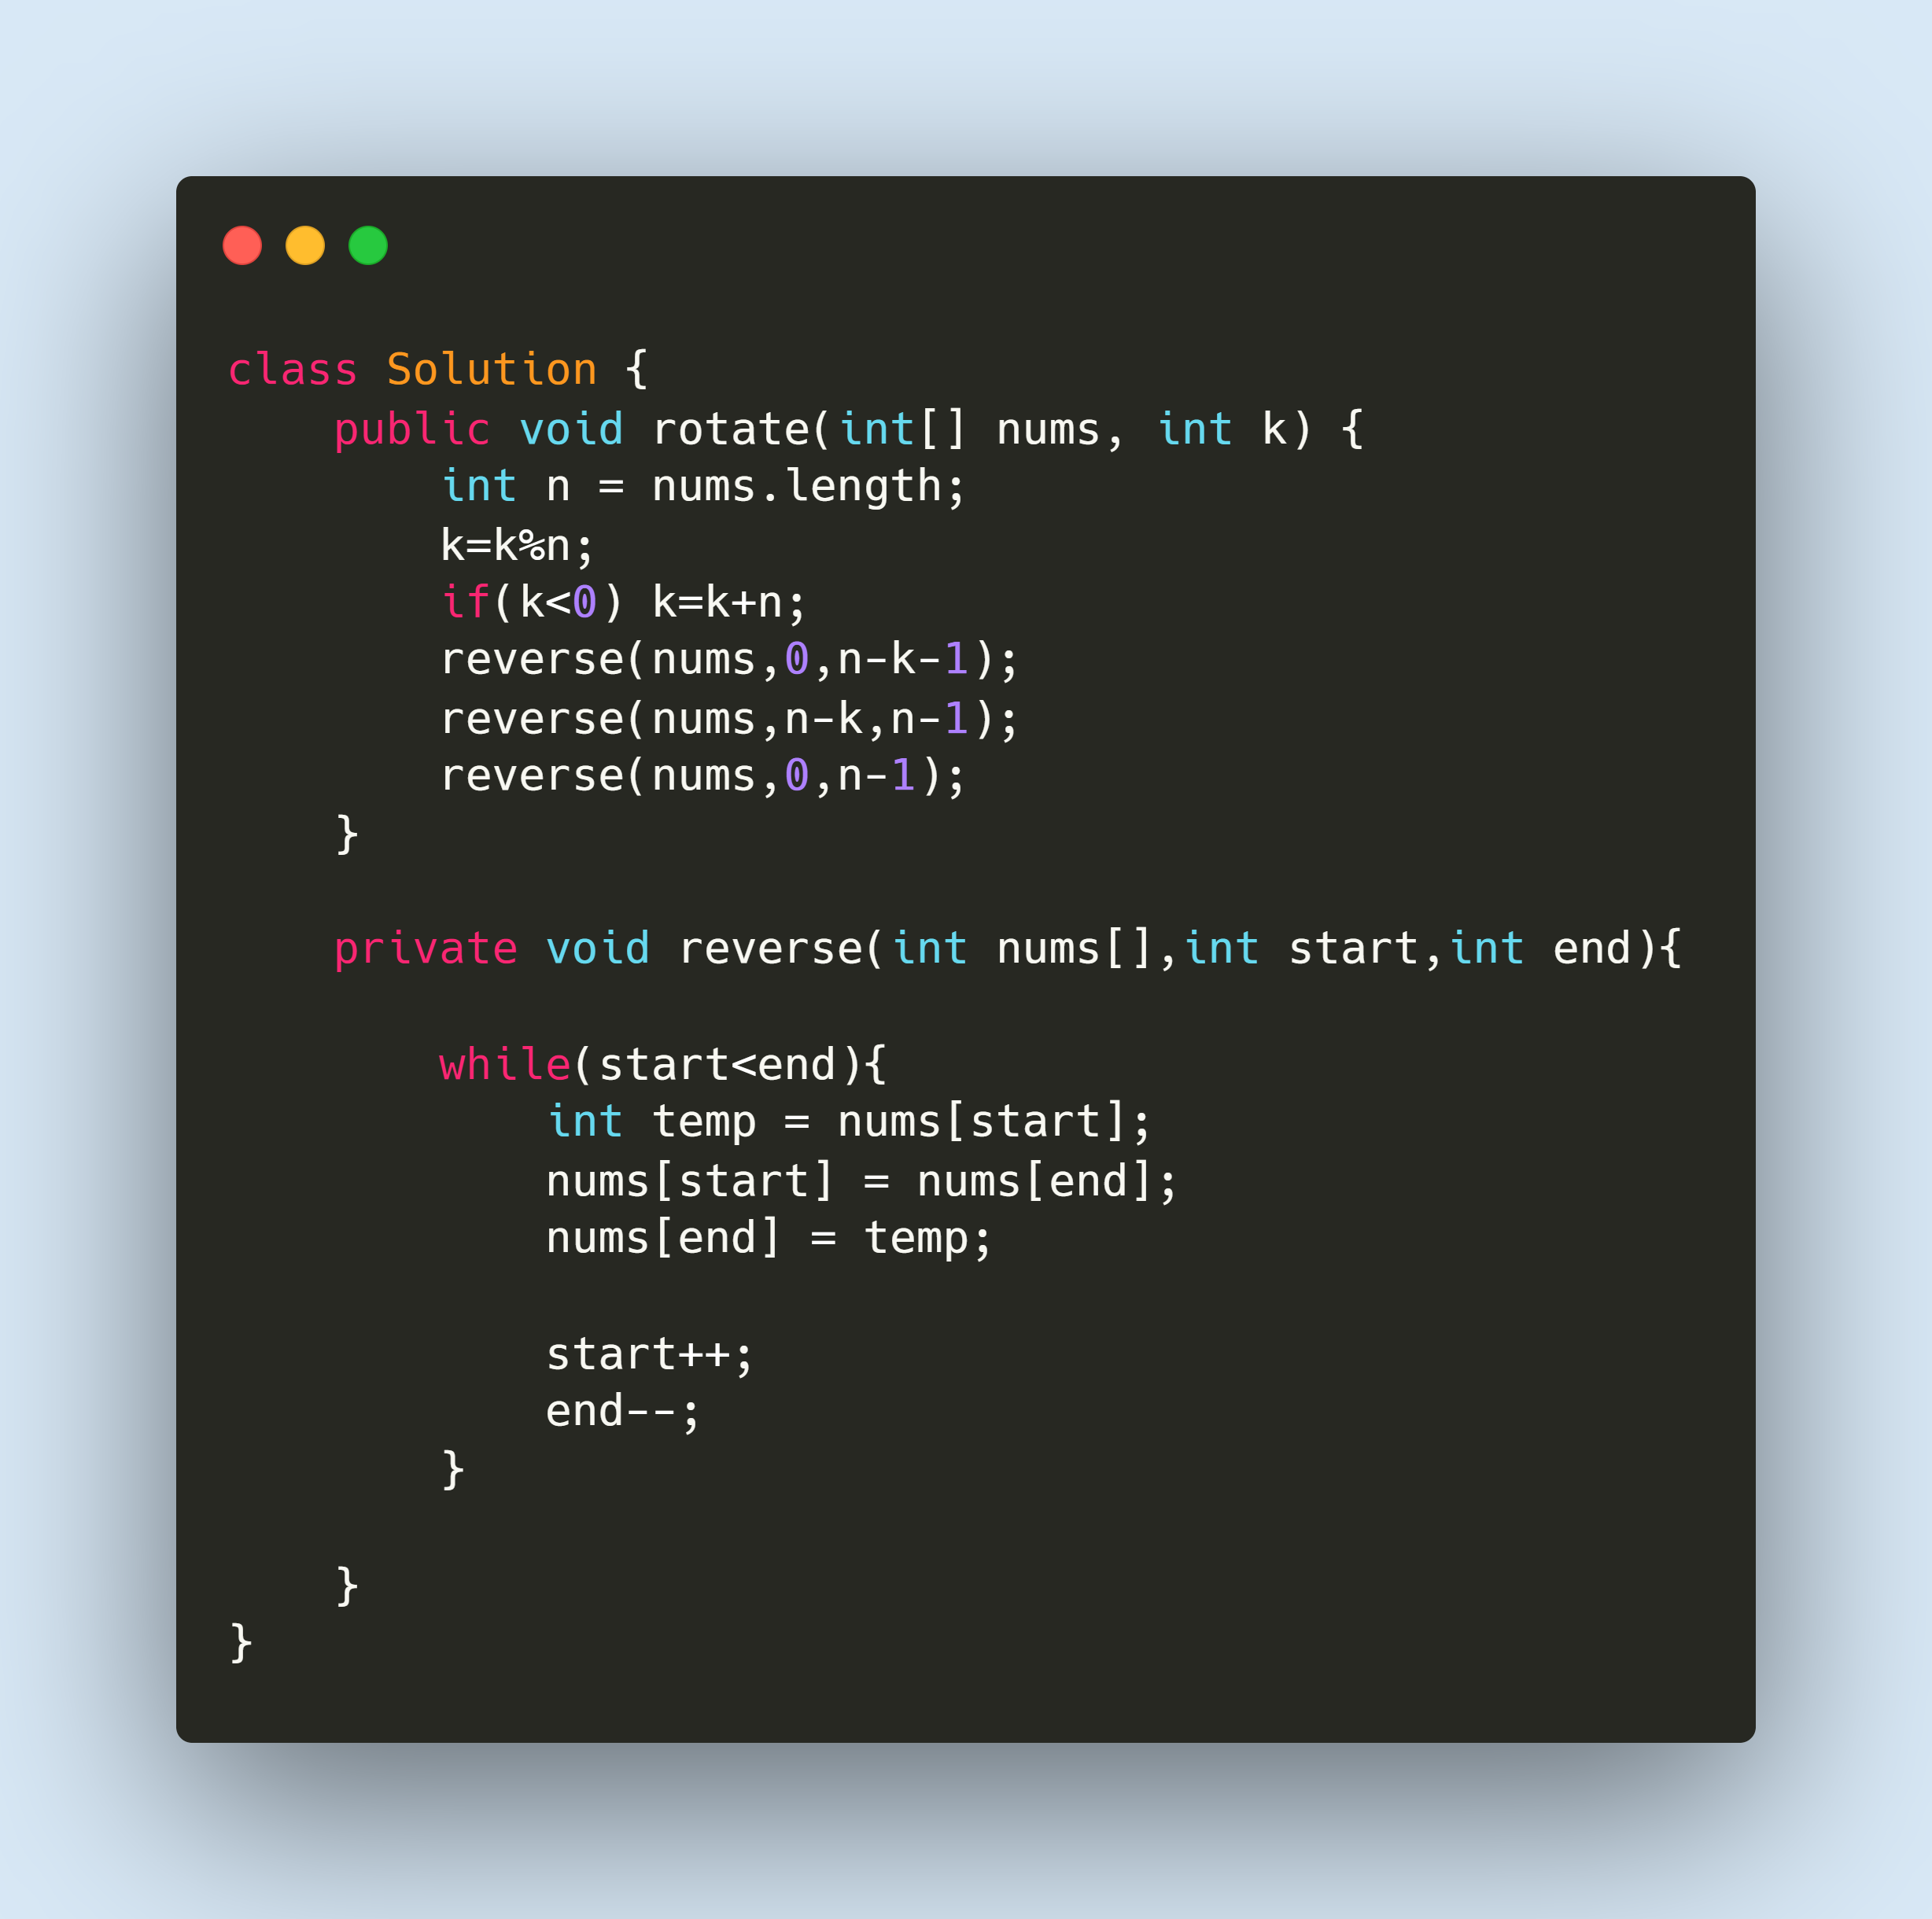 class Solution {
    public void rotate(int[] nums, int k) {
        int n = nums.length;
        k=k%n;
        if(k<0) k=k+n;
        reverse(nums,0,n-k-1);
        reverse(nums,n-k,n-1);
        reverse(nums,0,n-1);
    }
    private void reverse(int nums[],int start,int end){
        while(start<end){
            int temp = nums[start];
            nums[start] = nums[end];
            nums[end] = temp;
            start++;
            end--;
        }
    }
}